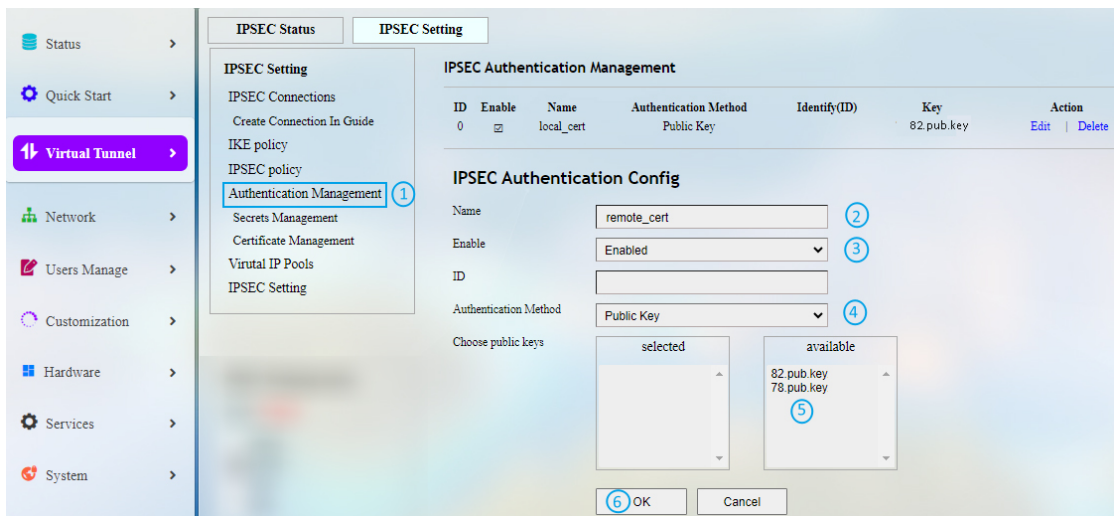 Status
Quick Start
Virtual Tunnel
Network
Users Manage
Customization
Hardware
Services
System
IPSEC Status
IPSEC Setting
IPSEC Setting
IPSEC Connections
Create Connection In Guide
IKE policy
IPSEC policy
Authentication Management 1
Secrets Management
Certificate Management
Virutal IP Pools
IPSEC Setting
IPSEC Authentication Management
ID Enable Name Authentication Method Identify(ID) Key Action
0 local_cert Public Key 82.pub.key Edit | Delete
IPSEC Authentication Config
Name remote_cert 2
Enable Enabled 3
ID
Authentication Method Public Key 4
Choose public keys selected available
82.pub.key
78.pub.key
5
6 OK Cancel